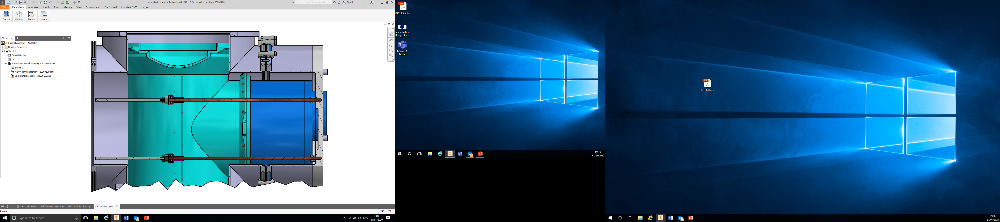 Autodesk Inventor Professional 2018 DFX tunnel assembly - 20200129
Search Help & Commands...
Sign In
File Place Views Annotate Sketch Tools Manage View Environments Get Started Autodesk A360
Create Modify Sketch Sheets
Model
DFX tunnel assembly - 20200129
Drawing Resources
Sheet:1
Default Border
ISO
VIEW1:DFX tunnel assembly - 20200129.iam
Sketch1
A:DFX tunnel assembly - 20200129.iam
DFX tunnel assembly - 20200129.iam
My Home DFX tunnel asse...iam ISO 4032_M12-A...ipt DFX tunnel asse...
Ready
210 76
Type here to search
ENG
09:16
31/01/2020
po01a_3_34...
Vacuum top
flange blan...
Microsoft
Teams
09:16
31/01/2020
PDF
PO 60833743
09:16
31/01/2020